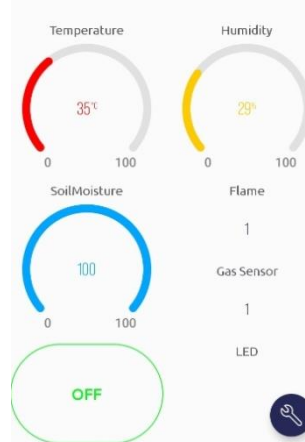 Temperature
Humidity
35℃
29%
0 100
0 100
SoilMoisture
Flame
100
1
Gas Sensor
0 100
1
LED
OFF